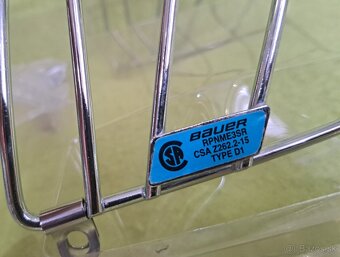 BAUER
RPNME3SR
CSA Z262.2-15
TYPE D1